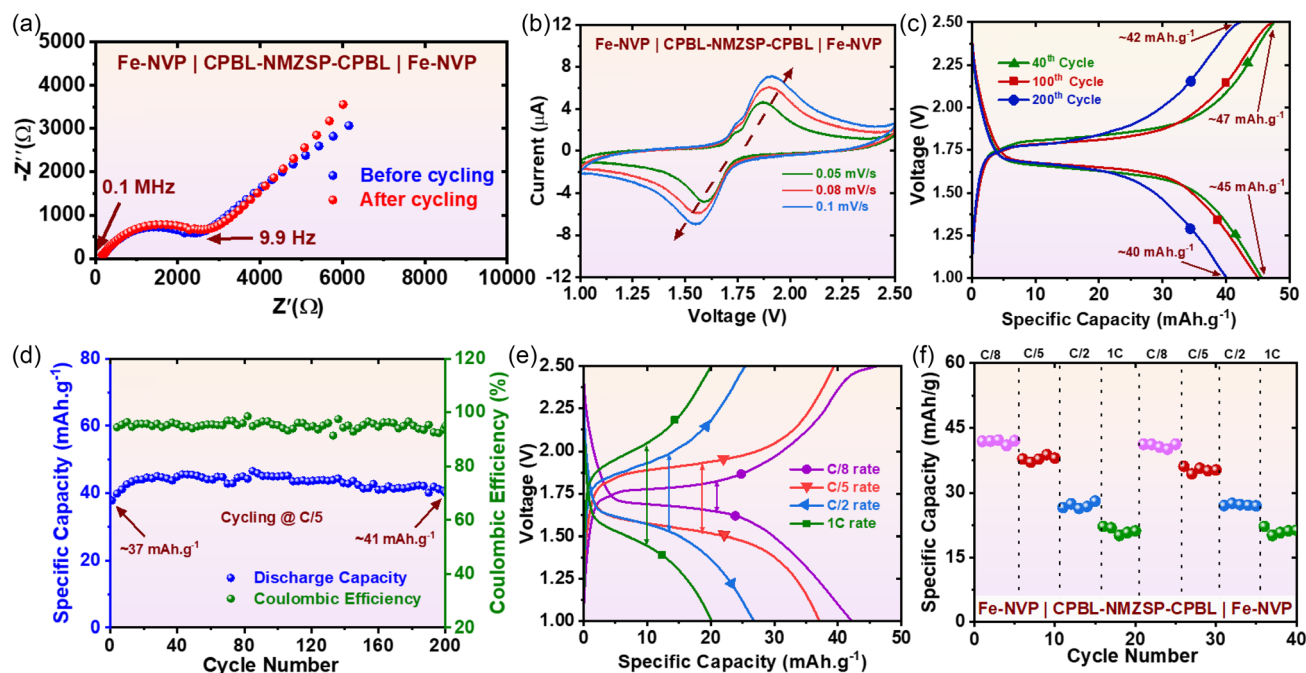 (a)
5000
4000
3000
2000
1000
0
-Z''(Ω)
Fe-NVP | CPBL-NMZSP-CPBL | Fe-NVP
0.1 MHz
9.9 Hz
Before cycling
After cycling
0 2000 4000 6000 8000 10000
Z'(Ω)
(b)
12
8
4
0
-4
-8
-12
Current (μA)
Fe-NVP | CPBL-NMZSP-CPBL | Fe-NVP
0.05 mV/s
0.08 mV/s
0.1 mV/s
1.00 1.25 1.50 1.75 2.00 2.25 2.50
Voltage (V)
(c)
2.50
2.25
2.00
1.75
1.50
1.25
1.00
Voltage (V)
40th Cycle
100th Cycle
200th Cycle
~42 mAh.g-1
~47 mAh.g-1
~45 mAh.g-1
~40 mAh.g-1
0 10 20 30 40 50
Specific Capacity (mAh.g-1)
(d)
80
60
40
20
0
Specific Capacity (mAh.g-1)
120
100
80
60
40
20
Coulombic Efficiency (%)
Cycling @ C/5
~37 mAh.g-1
~41 mAh.g-1
Discharge Capacity
Coulombic Efficiency
0 40 80 120 160 200
Cycle Number
(e)
2.50
2.25
2.00
1.75
1.50
1.25
1.00
Voltage (V)
C/8 rate
C/5 rate
C/2 rate
1C rate
0 10 20 30 40 50
Specific Capacity (mAh.g-1)
(f)
C/8 C/5 C/2 1C C/8 C/5 C/2 1C
60
45
30
15
0
Specific Capacity (mAh/g)
Fe-NVP | CPBL-NMZSP-CPBL | Fe-NVP
0 10 20 30 40
Cycle Number